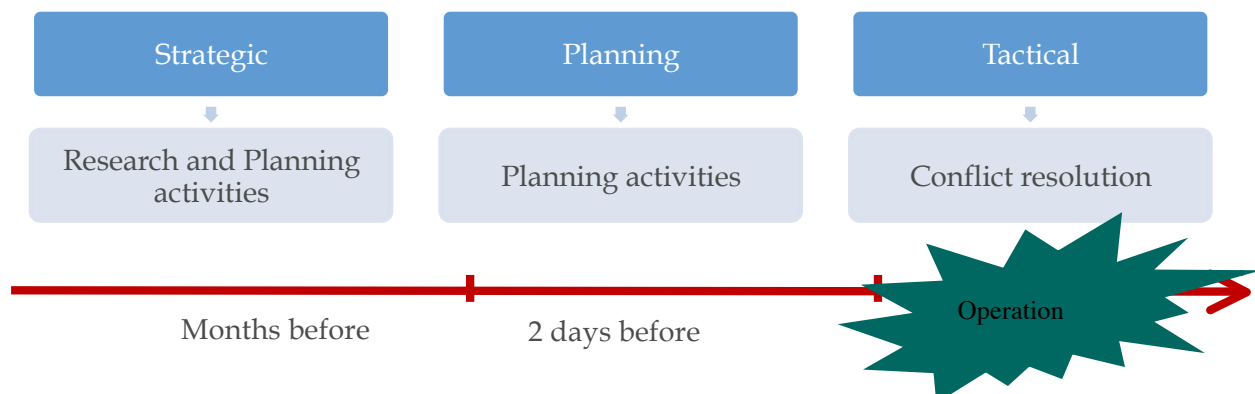 Strategic
Planning
Tactical
Research and Planning
activities
Planning activities
Conflict resolution
Operation
Months before
2 days before